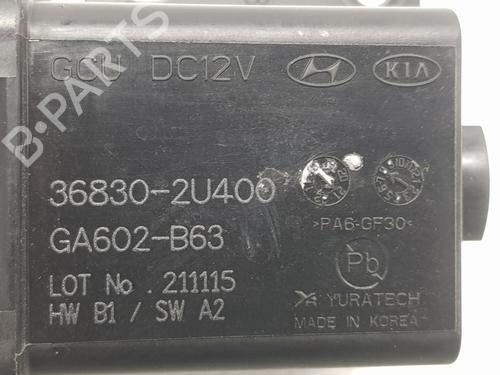 GCU DC12V
KIA
36830-2U400
GA602-B63
LOT No .211115
HW B1 / SW A2
>PA6-GF30<
Pb
YURATECH
MADE IN KOREA
B-PARTS